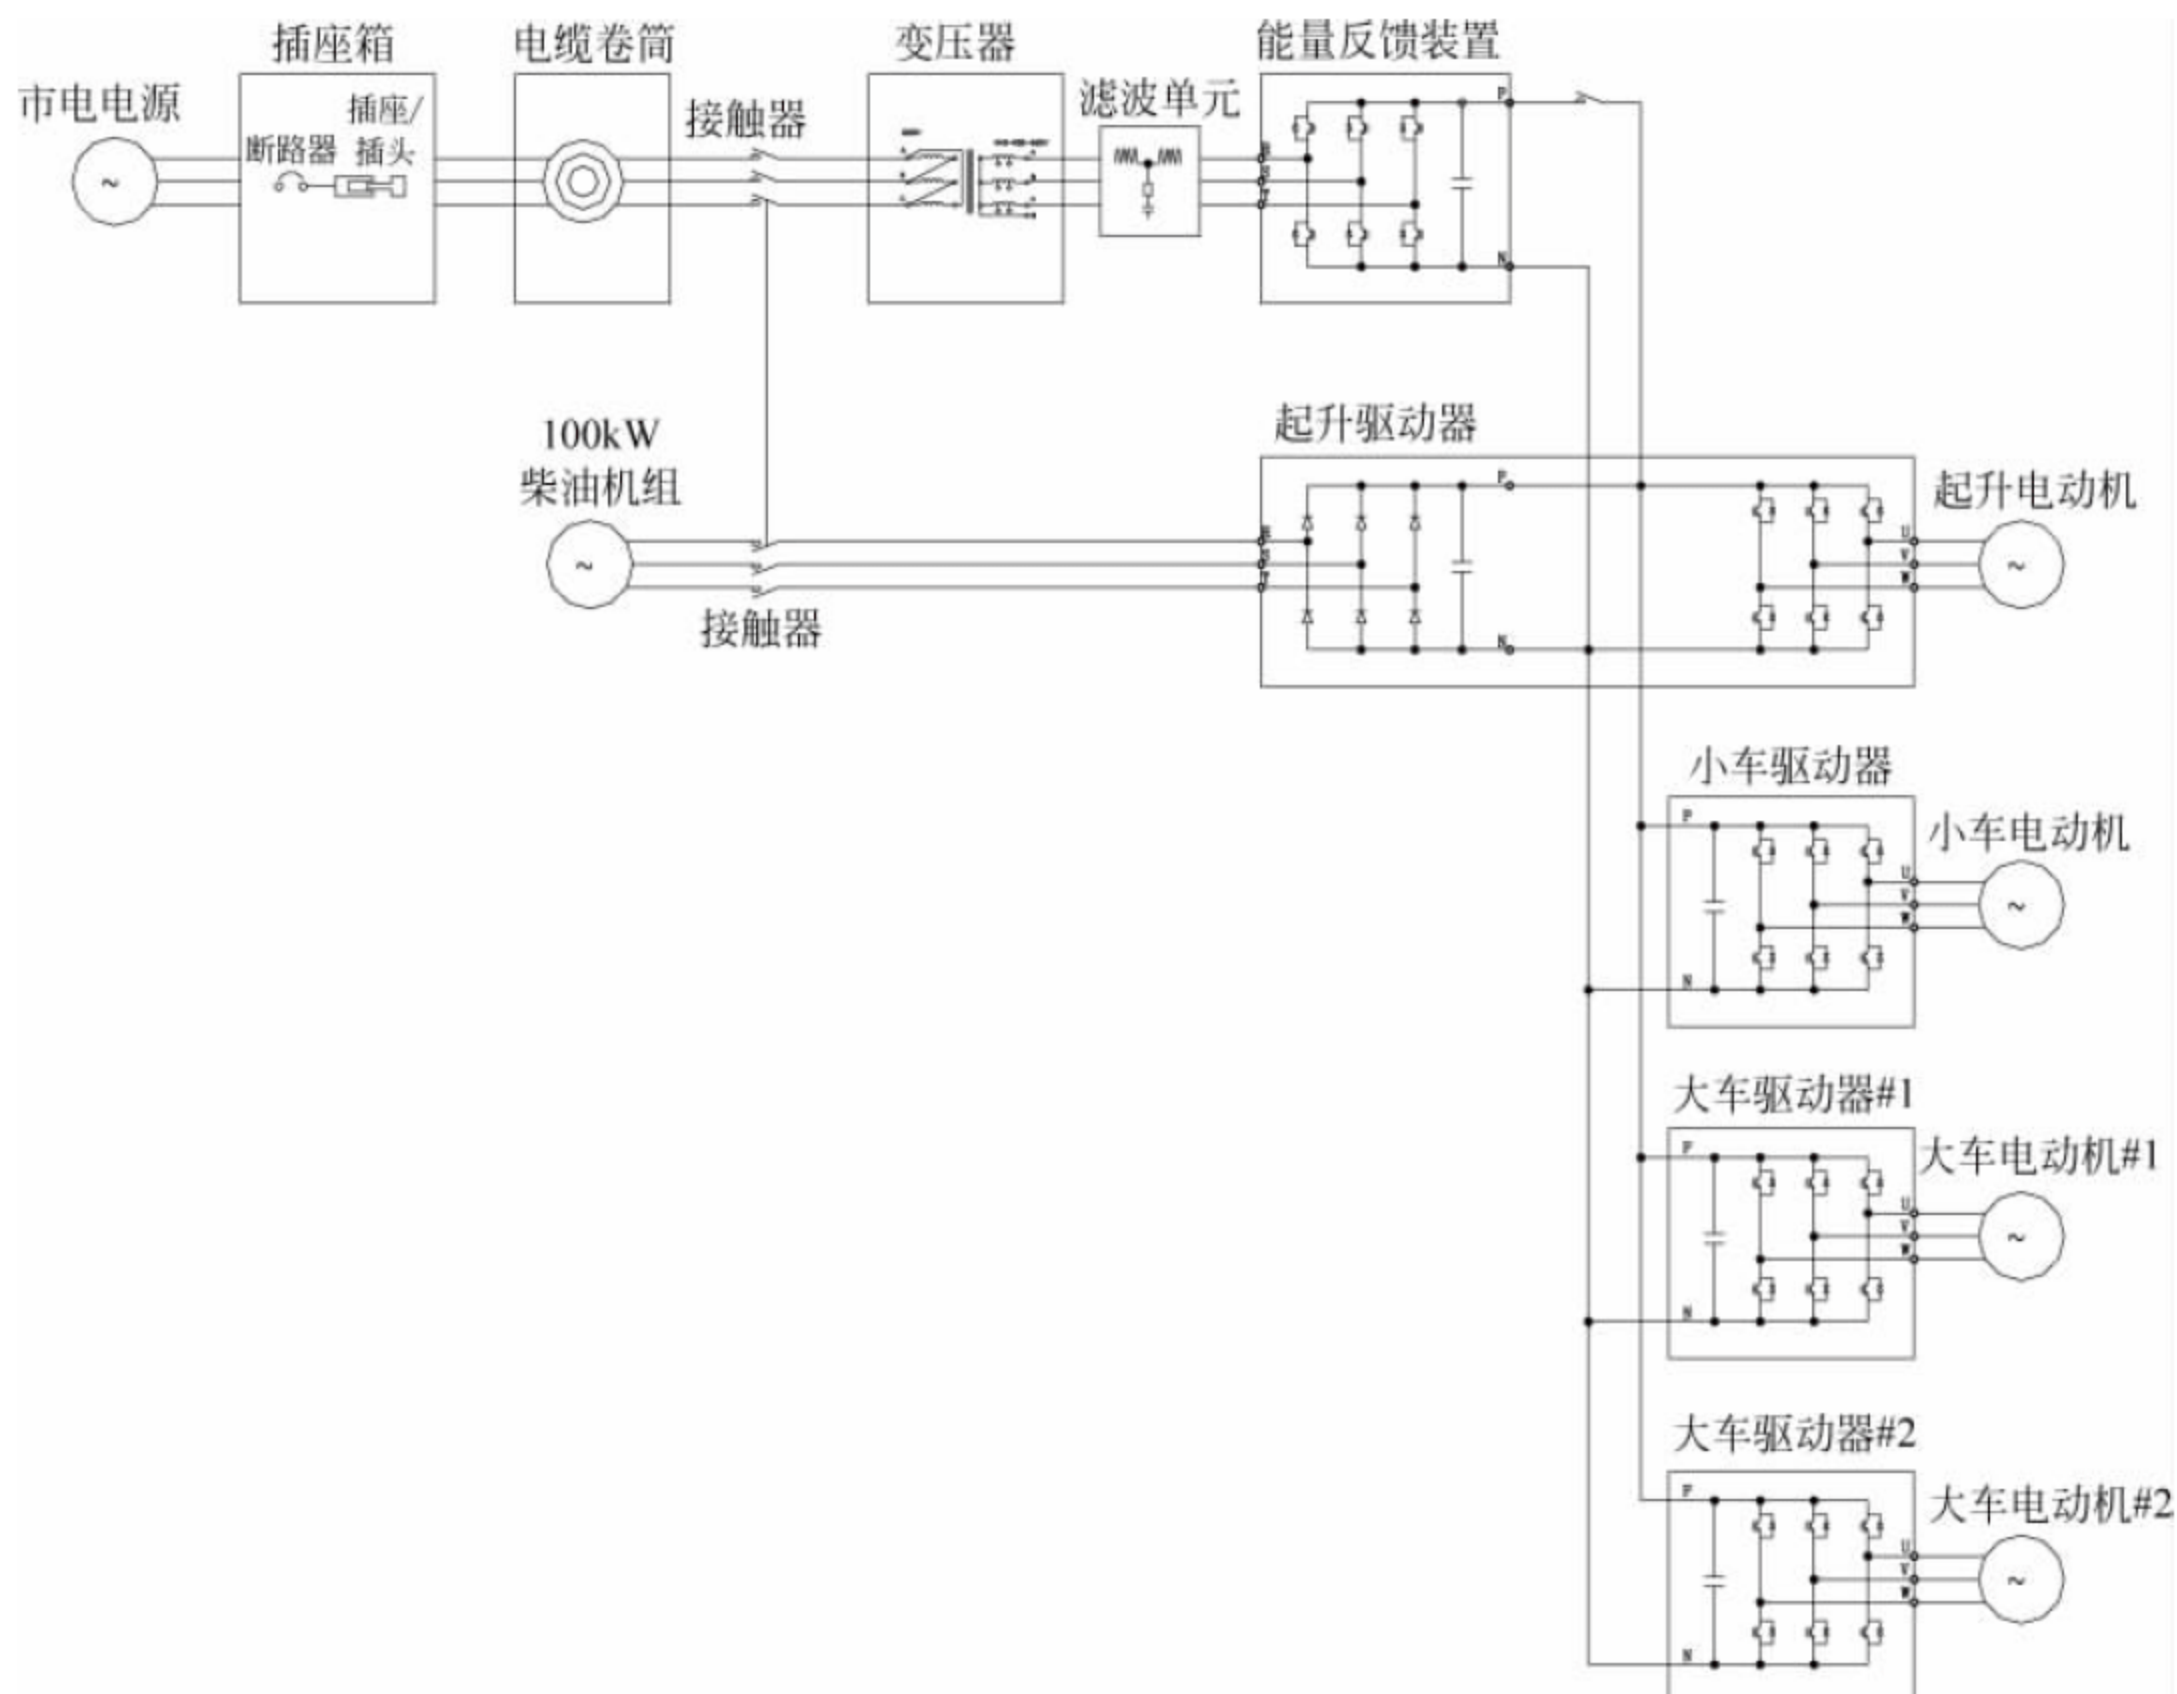 插座箱
电缆卷筒
变压器
能量反馈装置
市电电源
插座/
插头
断路器
接触器
滤波单元
P
N
100kW
柴油机组
接触器
起升驱动器
P
N
U
V
W
起升电动机
小车驱动器
P
N
U
V
W
小车电动机
大车驱动器#1
P
N
U
V
W
大车电动机#1
大车驱动器#2
P
N
U
V
W
大车电动机#2